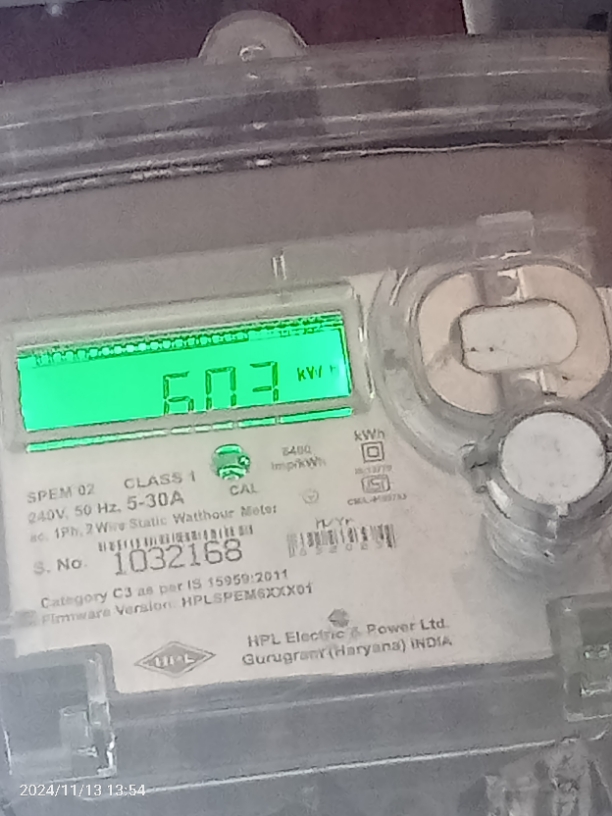 603 kWh
SPEM 02 CLASS 1
240V, 50 Hz, 5-30A
ac, 1Ph, 2 Wire Static Watthour Meter
CAL
6400
imp/kWh
kWh
M/Yr
S. No. 1032168
Category C3 as per IS 15959:2011
Firmware Version: HPLSPEM6XXX01
HPL
HPL Electric & Power Ltd.
Gurugram (Haryana) INDIA
2024/11/13 13:54